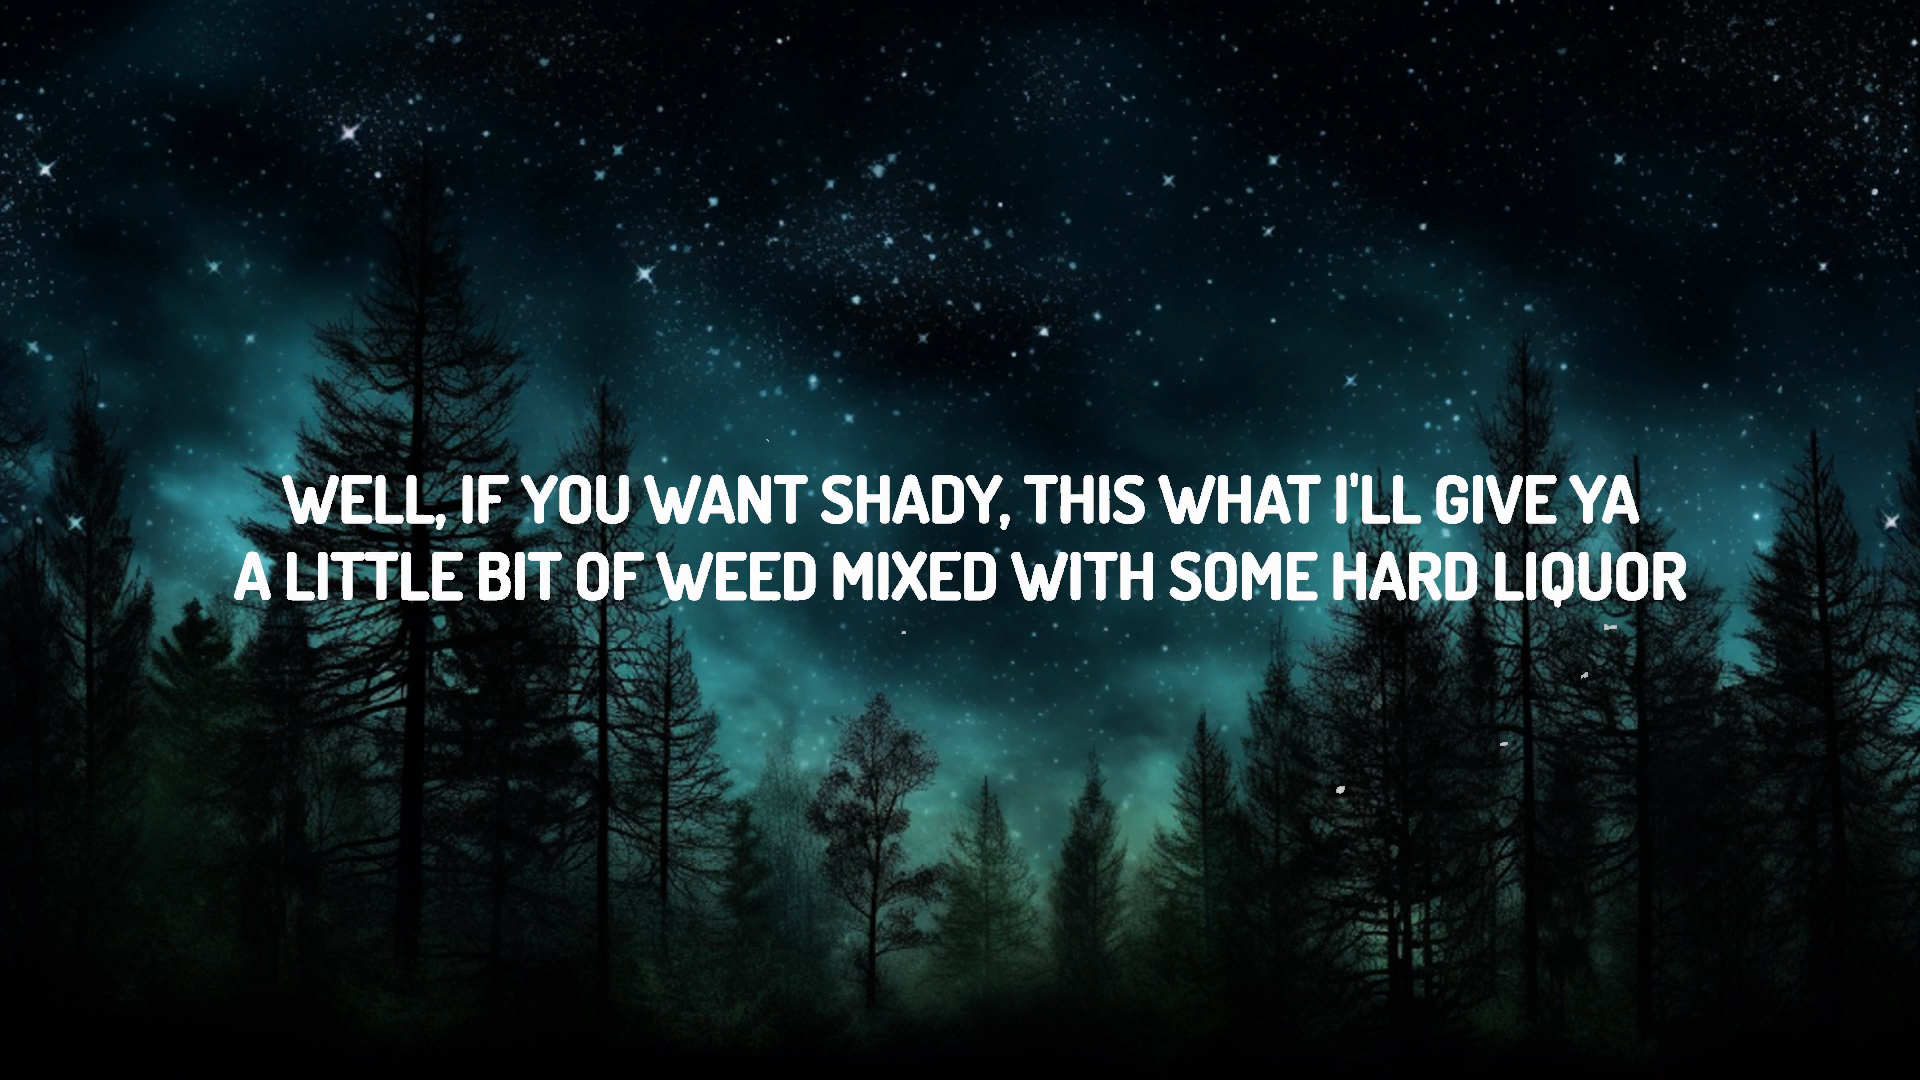 WELL, IF YOU WANT SHADY, THIS WHAT I'LL GIVE YA
A LITTLE BIT OF WEED MIXED WITH SOME HARD LIQUOR